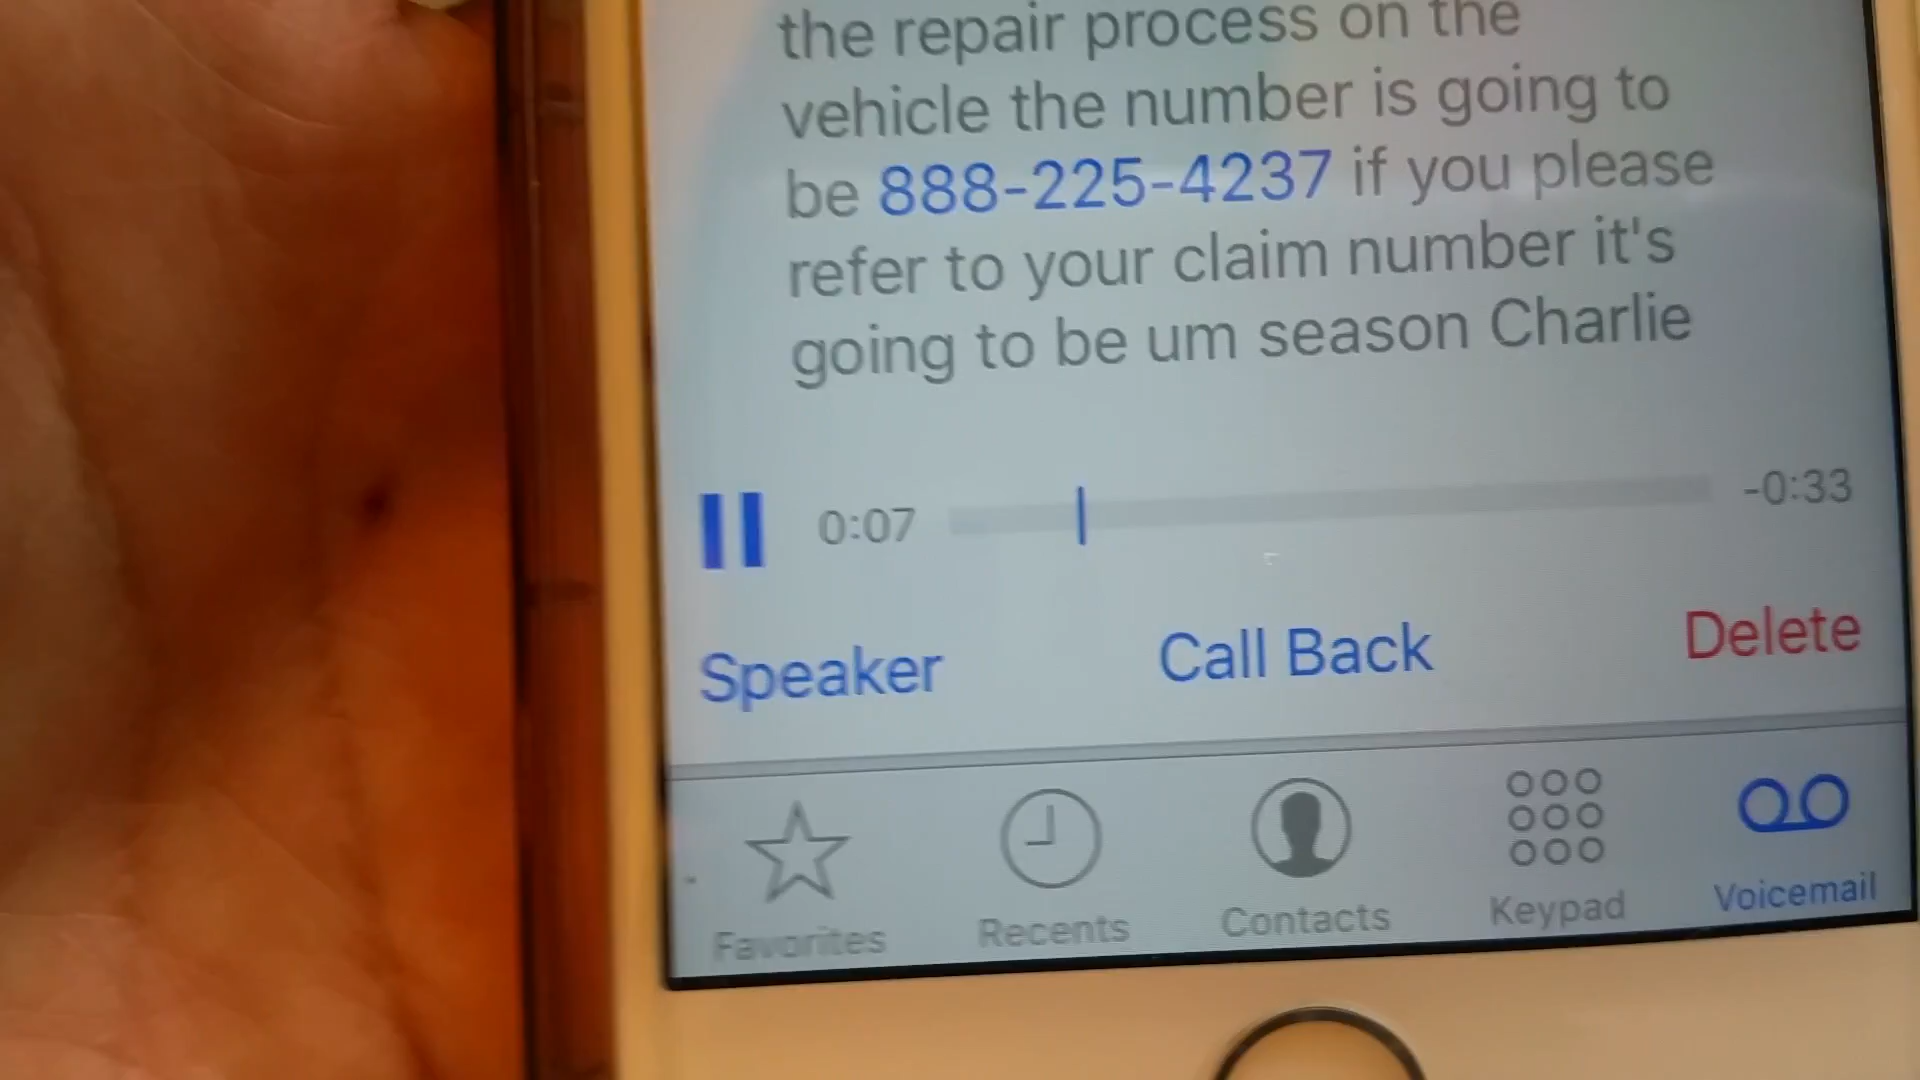 the repair process on the
vehicle the number is going to
be 888-225-4237 if you please
refer to your claim number it's
going to be um season Charlie
0:07 -0:33
Speaker Call Back Delete
Favorites Recents Contacts Keypad Voicemail